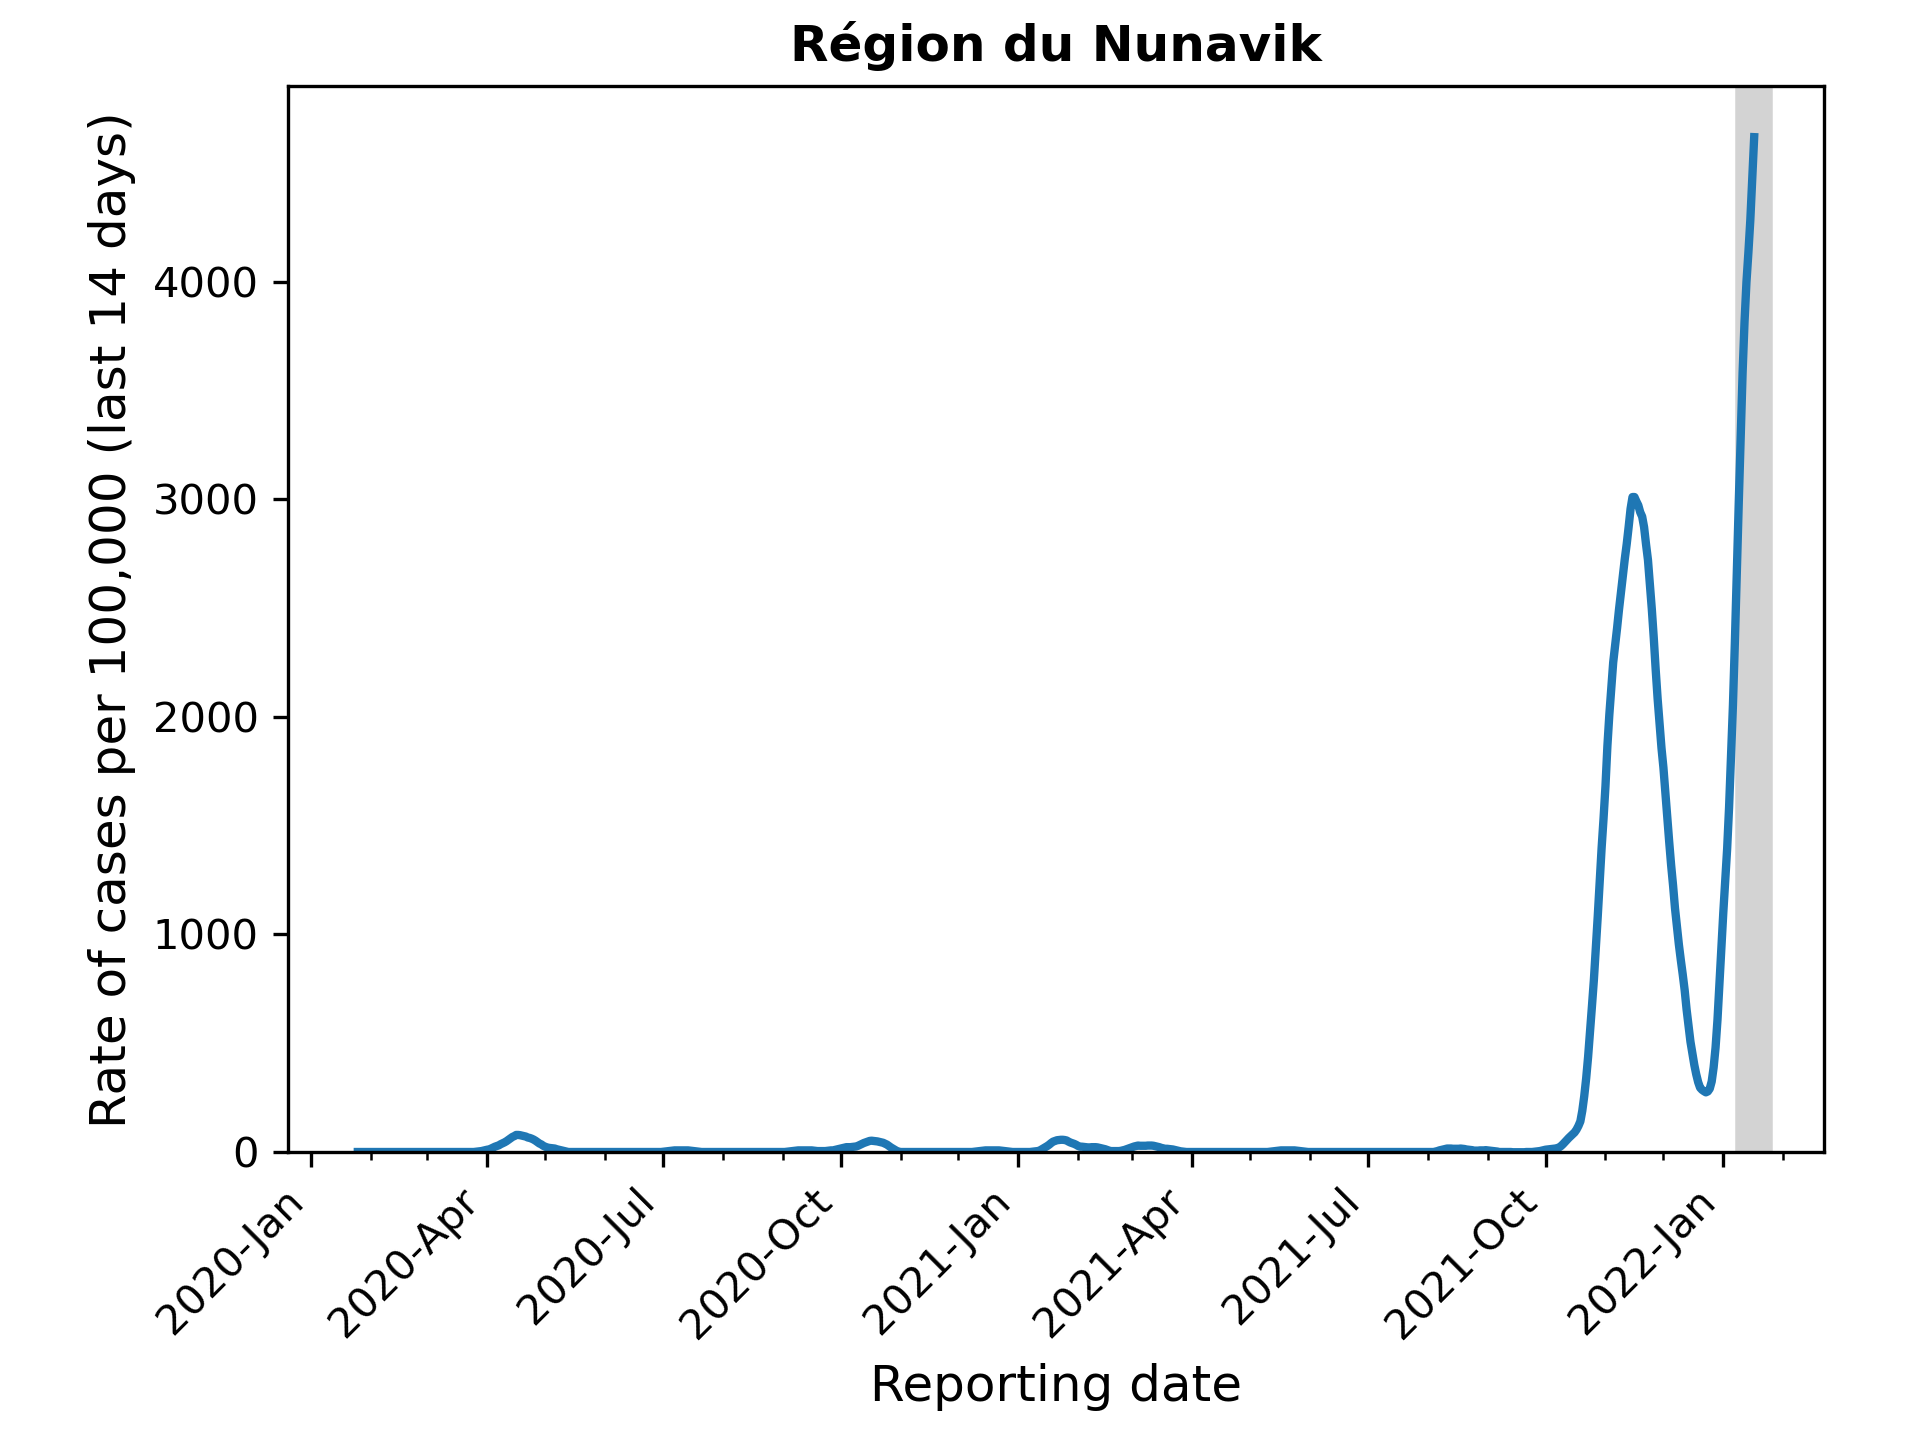 Région du Nunavik
Rate of cases per 100,000 (last 14 days)
4000
3000
2000
1000
0
2020-Jan
2020-Apr
2020-Jul
2020-Oct
2021-Jan
2021-Apr
2021-Jul
2021-Oct
2022-Jan
Reporting date